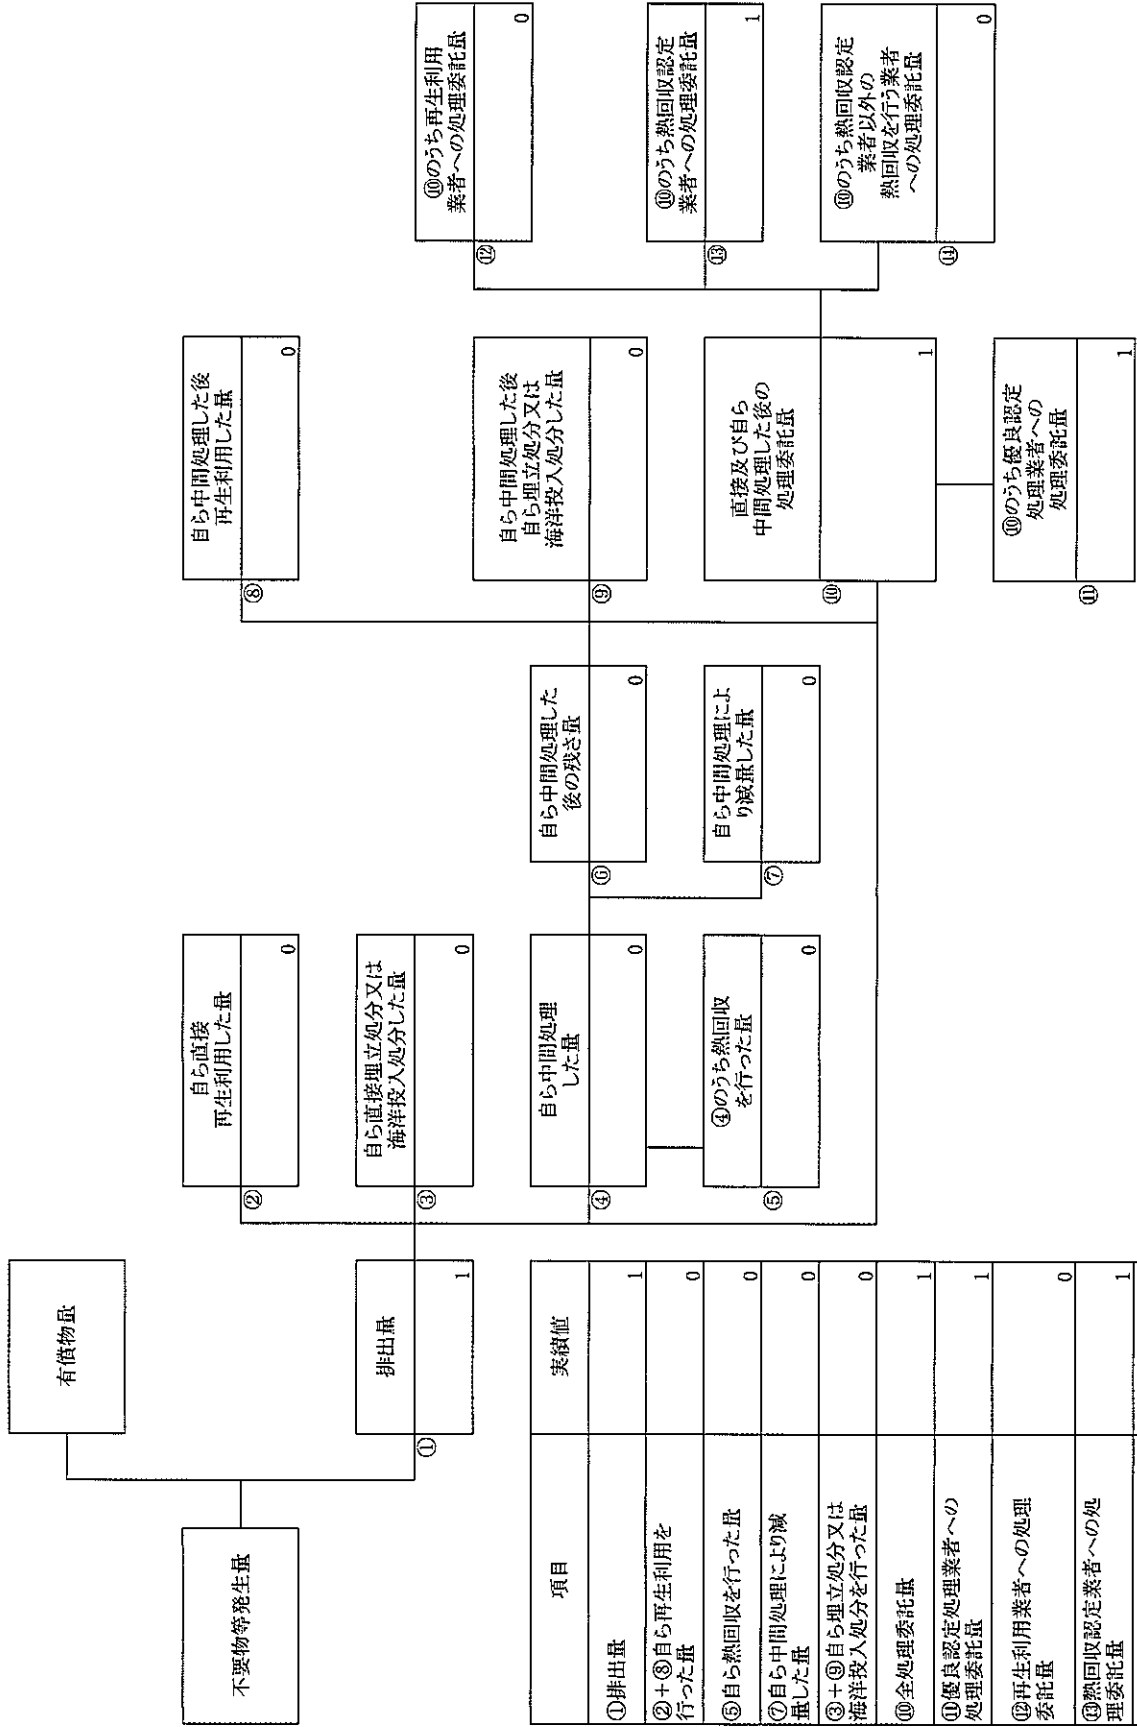 不要物等発生量
有償物量
①
排出量
1
②
自ら直接
再生利用した量
0
③
自ら直接埋立処分又は
海洋投入処分した量
0
④
自ら中間処理
した量
0
⑤
④のうち熱回収
を行った量
0
⑥
自ら中間処理した
後の残さ量
0
⑦
自ら中間処理によ
り減量した量
0
⑧
自ら中間処理した後
再生利用した量
0
⑨
自ら中間処理した後
自ら埋立処分又は
海洋投入処分した量
0
⑩
直接及び自ら
中間処理した後の
処理委託量
1
⑪
⑩のうち優良認定
処理業者への
処理委託量
1
⑫
⑩のうち再生利用
業者への処理委託量
0
⑬
⑩のうち熱回収認定
業者への処理委託量
1
⑭
⑩のうち熱回収認定
業者以外の
熱回収を行う業者
への処理委託量
0
項目 実績値
①排出量 1
②+⑧自ら再生利用を
行った量 0
⑤自ら熱回収を行った量 0
⑦自ら中間処理により減
量した量 0
③+⑨自ら埋立処分又は
海洋投入処分を行った量 0
⑩全処理委託量 1
⑪優良認定処理業者への
処理委託量 1
⑫再生利用業者への処理
委託量 0
⑬熱回収認定業者への処
理委託量 1